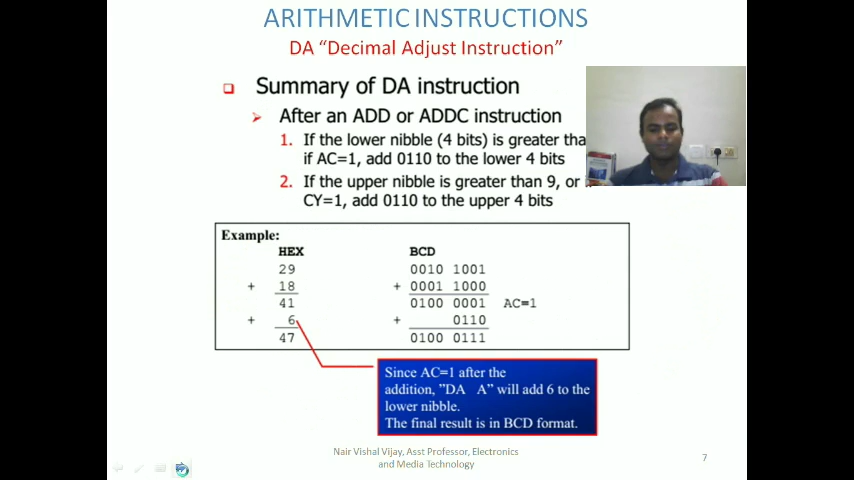 ARITHMETIC INSTRUCTIONS
DA “Decimal Adjust Instruction”
Summary of DA instruction
After an ADD or ADDC instruction
1. If the lower nibble (4 bits) is greater
if AC=1, add 0110 to the lower 4 bits
2. If the upper nibble is greater than 9, or
CY=1, add 0110 to the upper 4 bits
Example:
HEX BCD
29 0010 1001
+ 18 + 0001 1000
41 0100 0001 AC=1
+ 6 + 0110
47 0100 0111
Since AC=1 after the
addition, ”DA A” will add 6 to the
lower nibble.
The final result is in BCD format.
Nair Vishal Vijay, Asst Professor, Electronics
and Media Technology
7